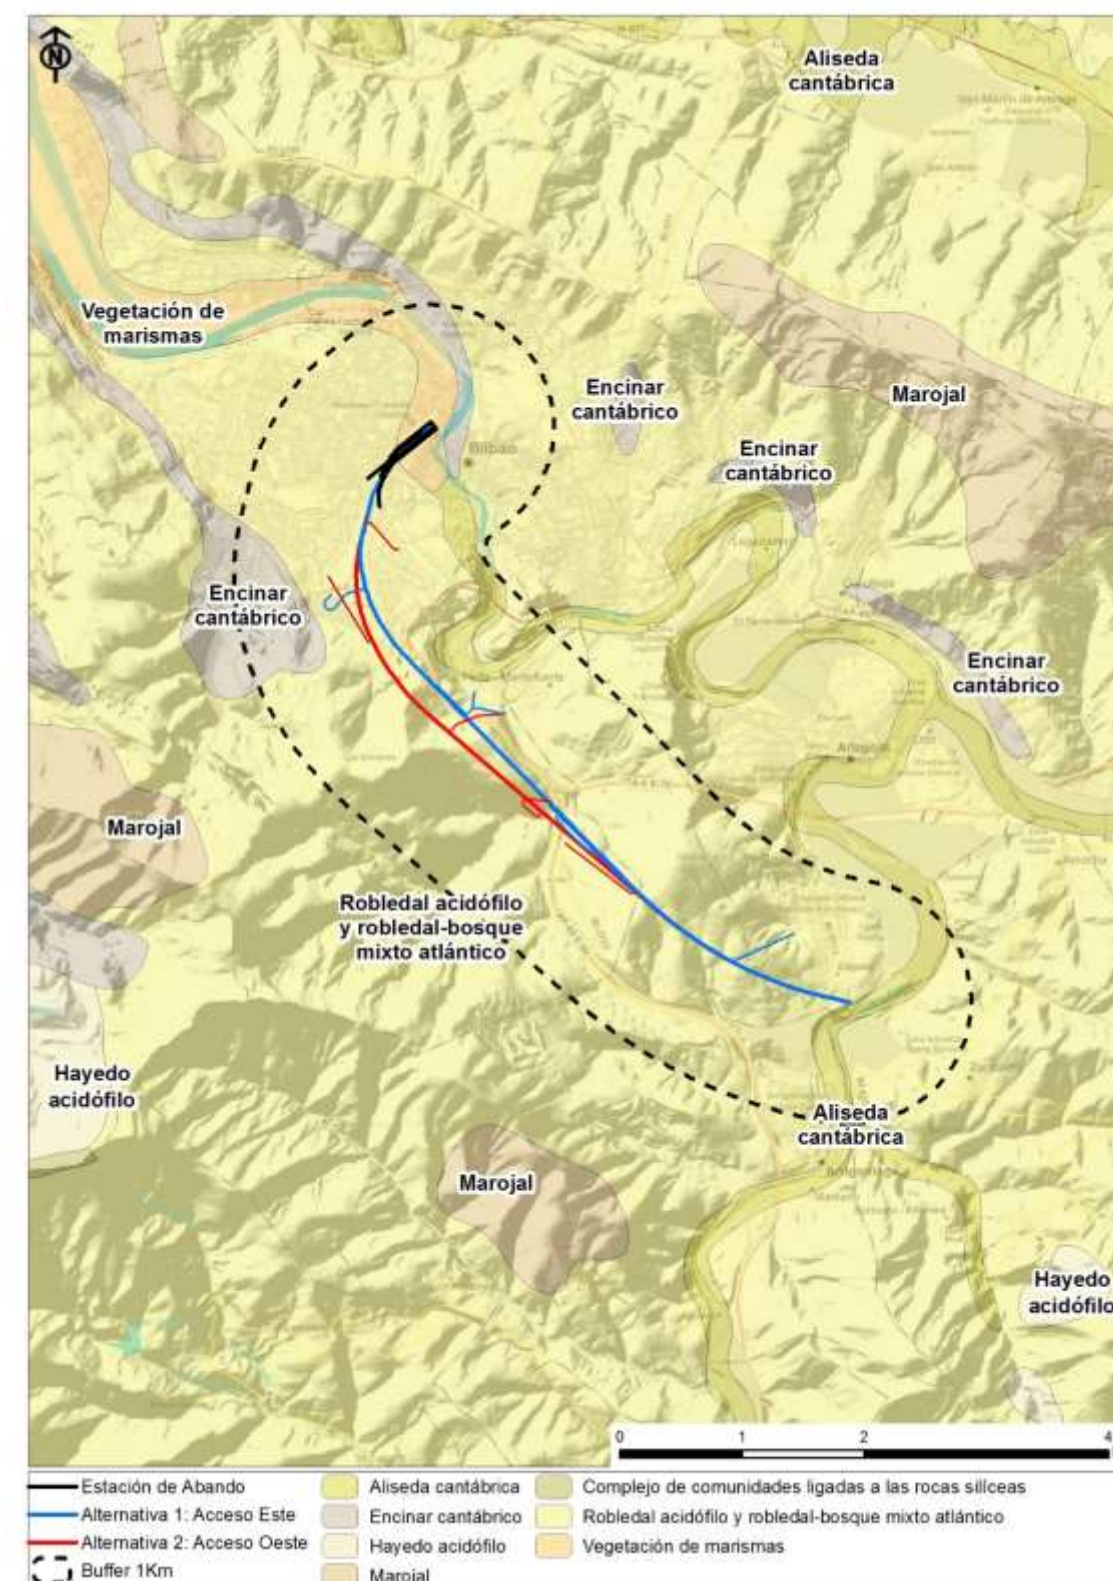 N
Aliseda
cantábrica
Vegetación de
marismas
Encinar
cantábrico
Marojal
Encinar
cantábrico
Bilbao
Encinar
cantábrico
Encinar
cantábrico
Marojal
Robledal acidófilo
y robledal-bosque
mixto atlántico
Hayedo
acidófilo
Aliseda
cantábrica
Marojal
Hayedo
acidófilo
0 1 2 4
Estación de Abando
Alternativa 1: Acceso Este
Alternativa 2: Acceso Oeste
Buffer 1Km
Aliseda cantábrica
Encinar cantábrico
Hayedo acidófilo
Marojal
Complejo de comunidades ligadas a las rocas silíceas
Robledal acidófilo y robledal-bosque mixto atlántico
Vegetación de marismas